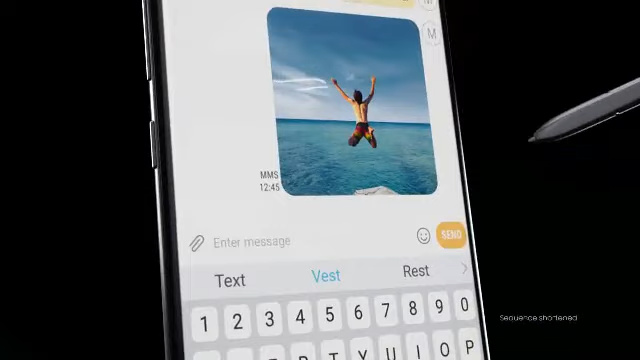 M
MMS
12:45
Enter message
SEND
Text Vest Rest
1 2 3 4 5 6 7 8 9 0
E R T Y U I O P
Sequence shortened